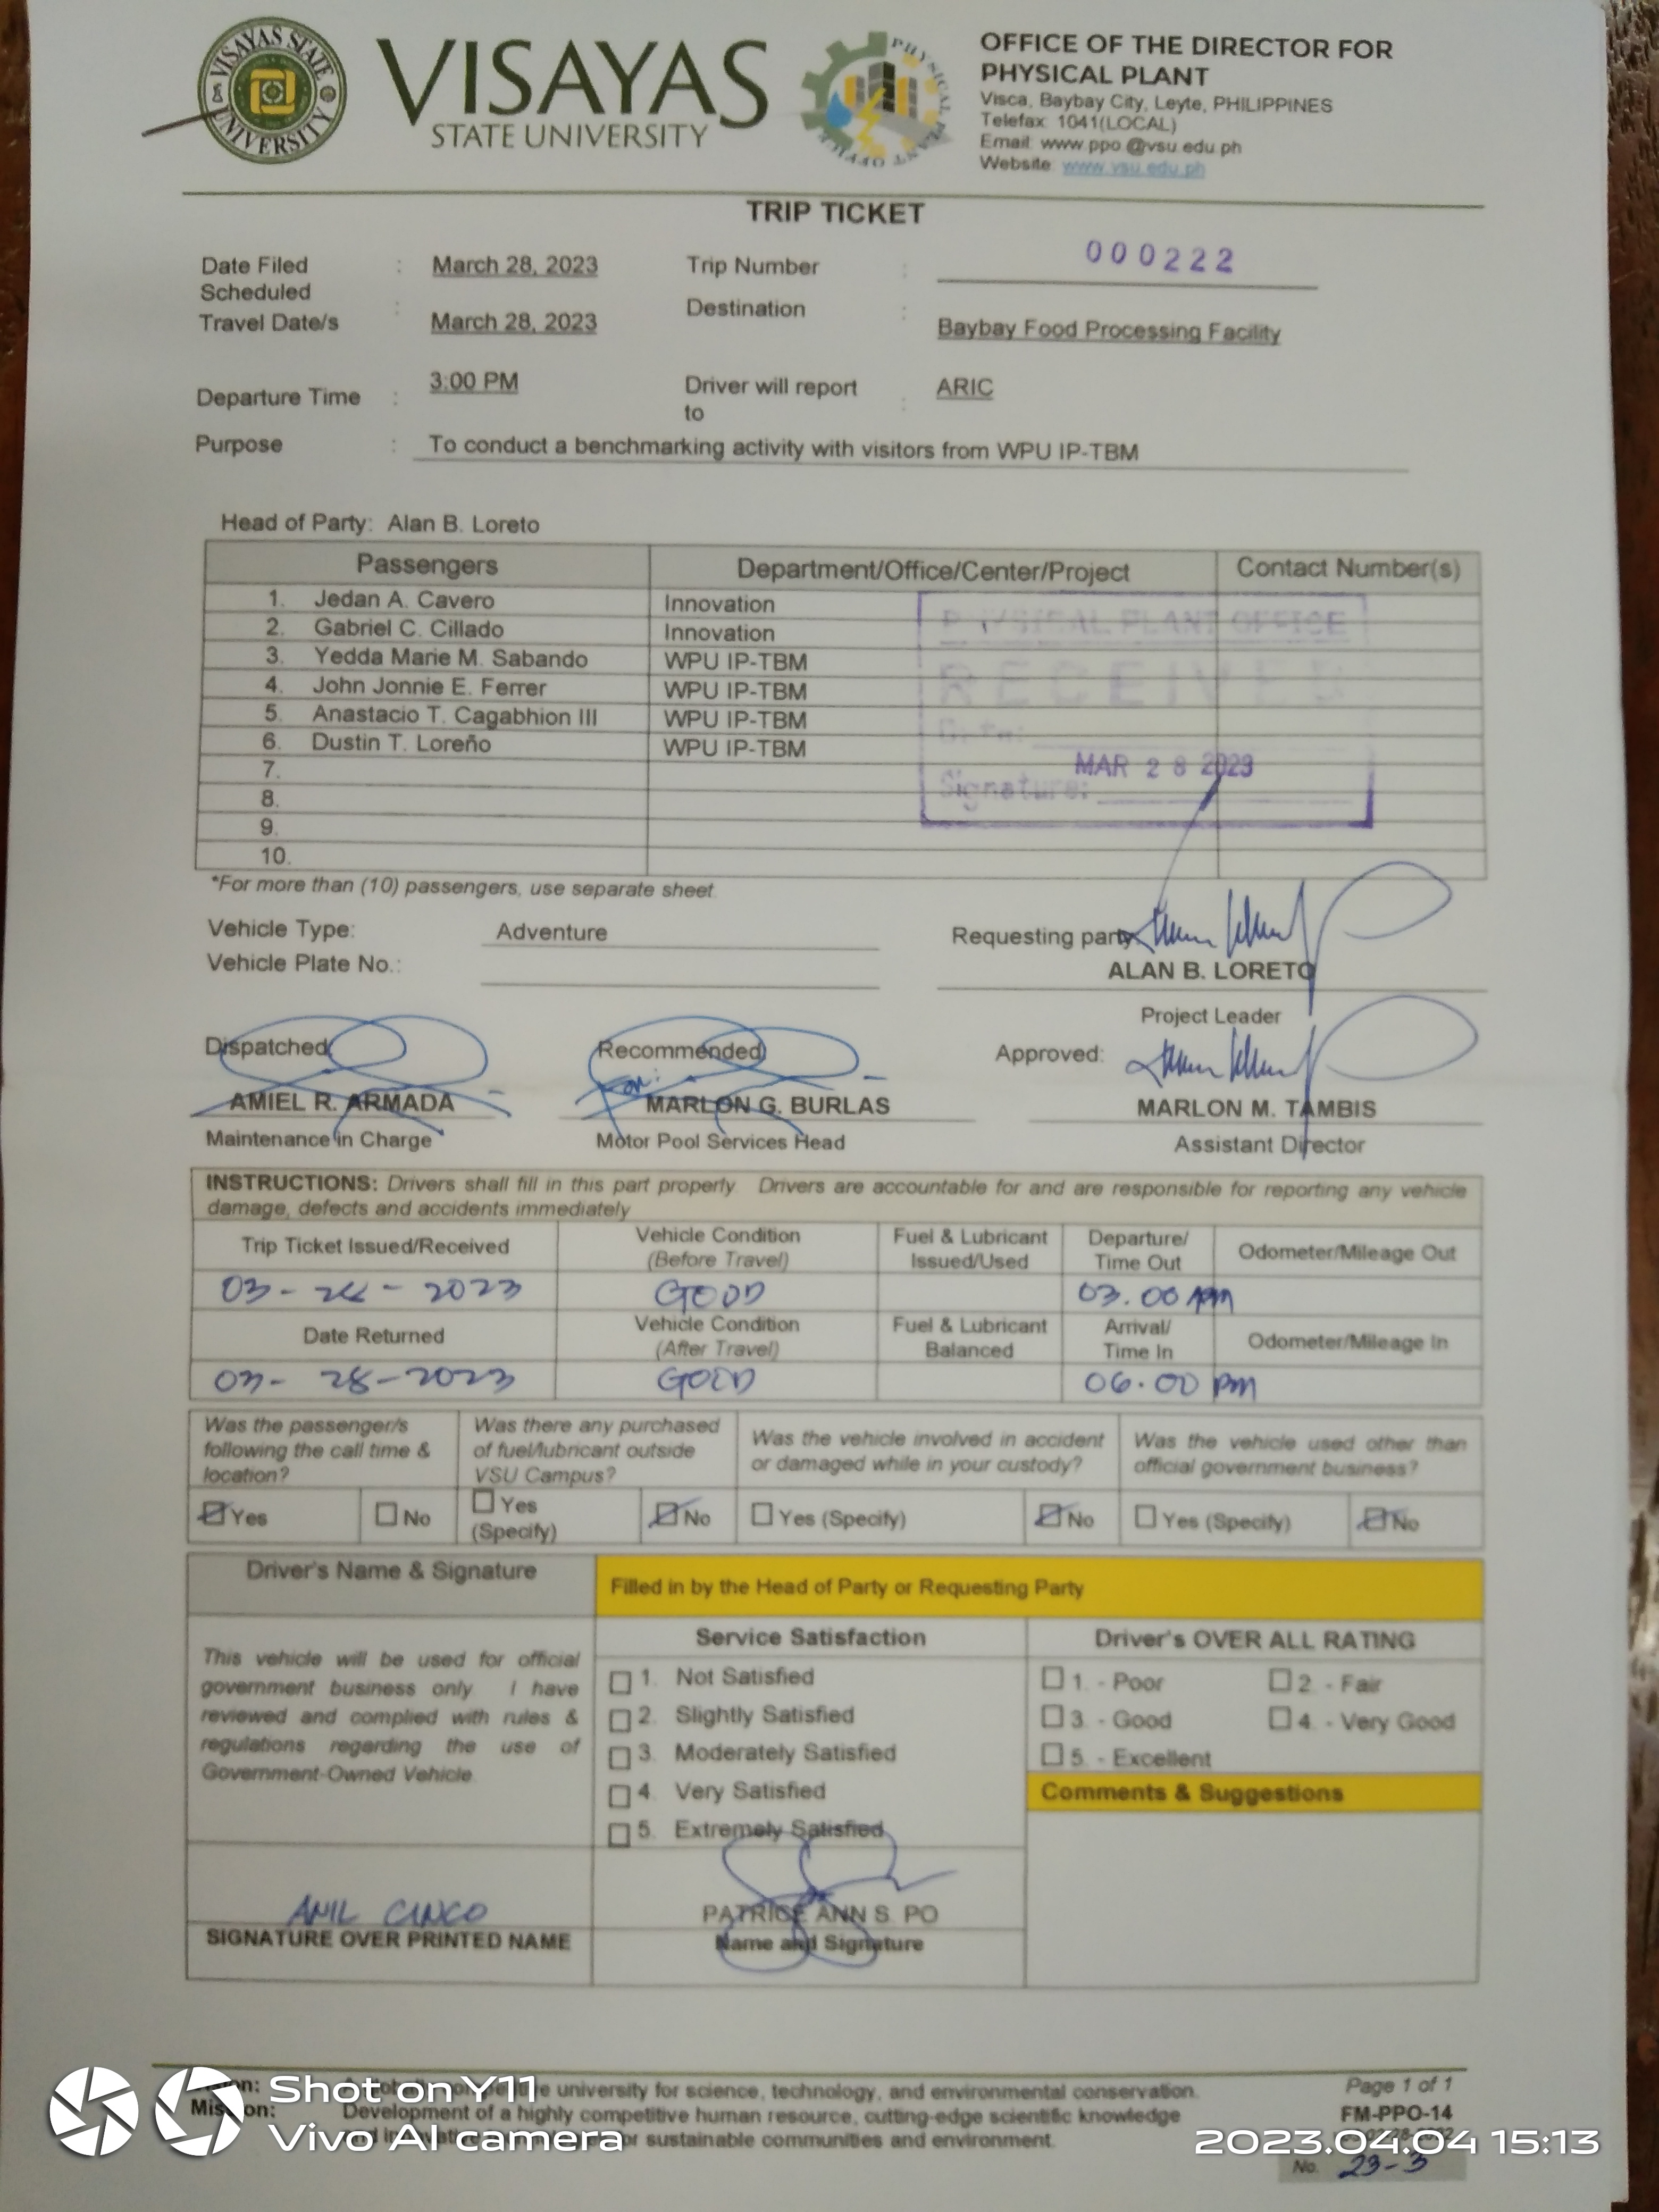 VISAYAS STATE UNIVERSITY
VISAYAS
STATE UNIVERSITY
PHYSICAL PLANT OFFICE
OFFICE OF THE DIRECTOR FOR
PHYSICAL PLANT
Visca, Baybay City, Leyte, PHILIPPINES
Telefax: 1041(LOCAL)
Email: www.ppo.@vsu.edu.ph
Website: www.vsu.edu.ph
TRIP TICKET
Date Filed : March 28, 2023 Trip Number : 000222
Scheduled
Travel Date/s : March 28, 2023 Destination : Baybay Food Processing Facility
Departure Time : 3:00 PM Driver will report to : ARIC
Purpose : To conduct a benchmarking activity with visitors from WPU IP-TBM
Head of Party: Alan B. Loreto
Passengers Department/Office/Center/Project Contact Number(s)
1. Jedan A. Cavero Innovation
2. Gabriel C. Cillado Innovation
3. Yedda Marie M. Sabando WPU IP-TBM
4. John Jonnie E. Ferrer WPU IP-TBM
5. Anastacio T. Cagabhion III WPU IP-TBM
6. Dustin T. Loreño WPU IP-TBM
7.
8.
9.
10.
PHYSICAL PLANT OFFICE
RECEIVED
Date:
MAR 28 2023
Signature:
*For more than (10) passengers, use separate sheet.
Vehicle Type: Adventure
Vehicle Plate No.:
Requesting party:
ALAN B. LORETO
Project Leader
Dispatched: Recommended: Approved:
for:
AMIEL R. ARMADA MARLON G. BURLAS MARLON M. TAMBIS
Maintenance in Charge Motor Pool Services Head Assistant Director
INSTRUCTIONS: Drivers shall fill in this part properly. Drivers are accountable for and are responsible for reporting any vehicle
damage, defects and accidents immediately
Trip Ticket Issued/Received Vehicle Condition (Before Travel) Fuel & Lubricant Issued/Used Departure/ Time Out Odometer/Mileage Out
03- - 2023 GOOD 03.00 PM
Date Returned Vehicle Condition (After Travel) Fuel & Lubricant Balanced Arrival/ Time In Odometer/Mileage In
03- 28-2023 GOOD 06.00 PM
Was the passenger/s following the call time & location?
Was there any purchased of fuel/lubricant outside VSU Campus?
Was the vehicle involved in accident or damaged while in your custody?
Was the vehicle used other than official government business?
Yes No Yes (Specify) No Yes (Specify) No Yes (Specify) No
Driver's Name & Signature
Filled in by the Head of Party or Requesting Party
This vehicle will be used for official
government business only. I have
reviewed and complied with rules &
regulations regarding the use of
Government-Owned Vehicle.
Service Satisfaction
1. Not Satisfied
2. Slightly Satisfied
3. Moderately Satisfied
4. Very Satisfied
5. Extremely Satisfied
Driver's OVER ALL RATING
1. - Poor 2. - Fair
3. - Good 4. - Very Good
5. - Excellent
Comments & Suggestions
ANIL CINCO
SIGNATURE OVER PRINTED NAME
PATRICE ANN S. PO
Name and Signature
university for science, technology, and environmental conservation.
Mission: Development of a highly competitive human resource, cutting-edge scientific knowledge
sustainable communities and environment.
Page 1 of 1
FM-PPO-14
No. 23-3
Shot on Y11
Vivo AI camera
2023.04.04 15:13